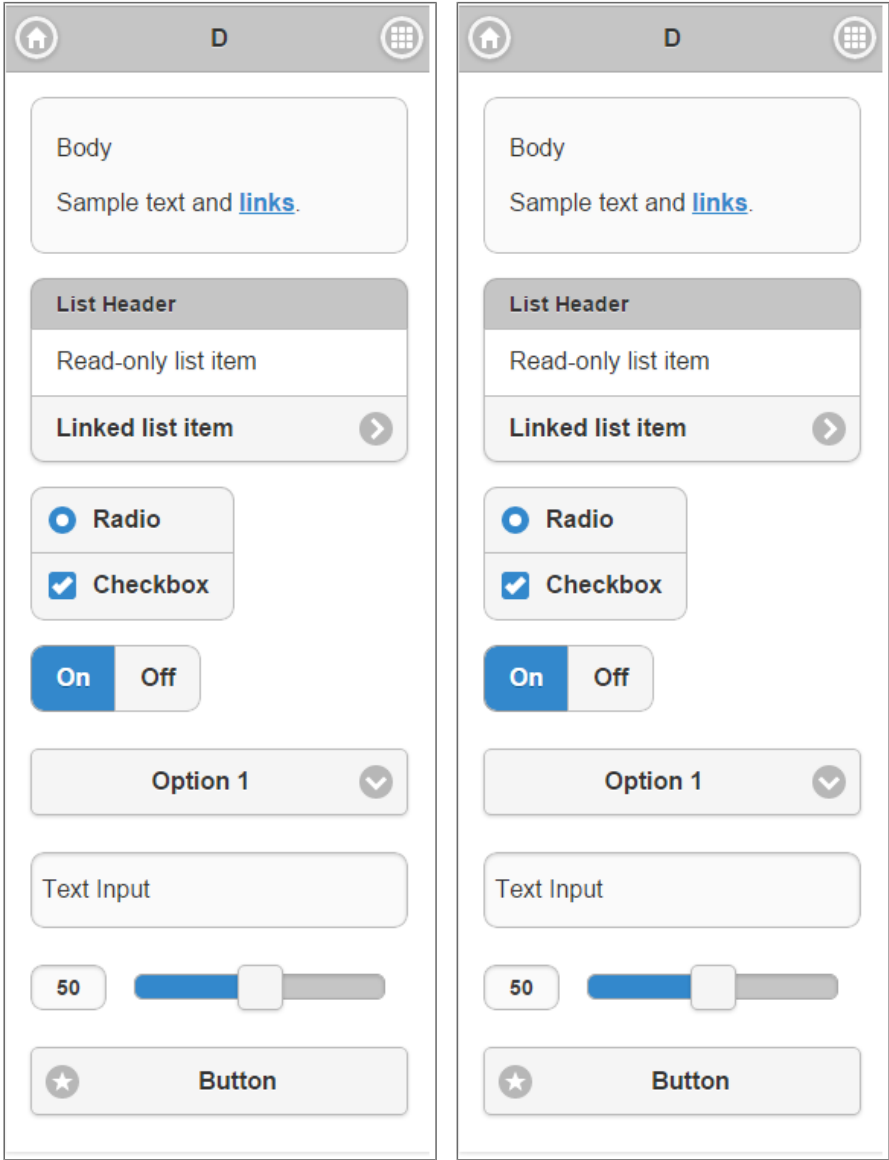 D
Body
Sample text and links.
List Header
Read-only list item
Linked list item
Radio
Checkbox
On Off
Option 1
Text Input
50
Button
D
Body
Sample text and links.
List Header
Read-only list item
Linked list item
Radio
Checkbox
On Off
Option 1
Text Input
50
Button